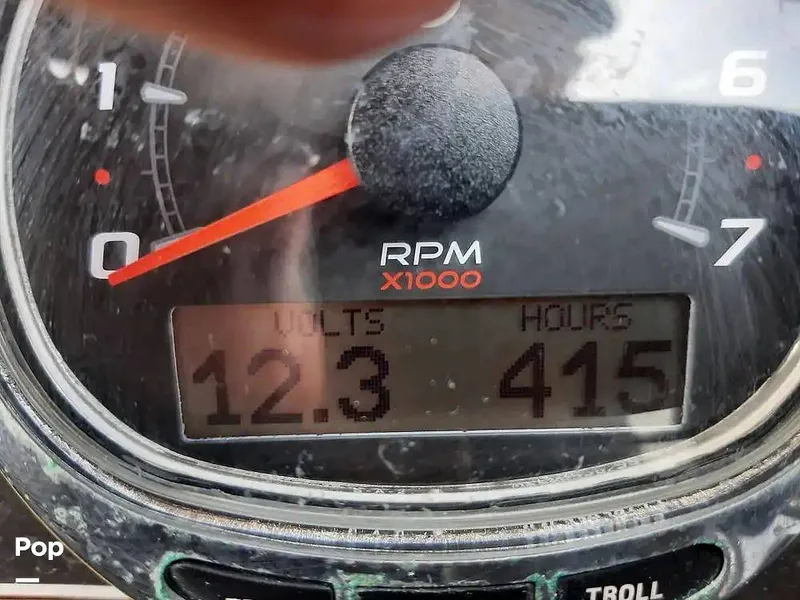 1
6
0
7
RPM
X1000
VOLTS HOURS
12.3 415
Pop
TROLL